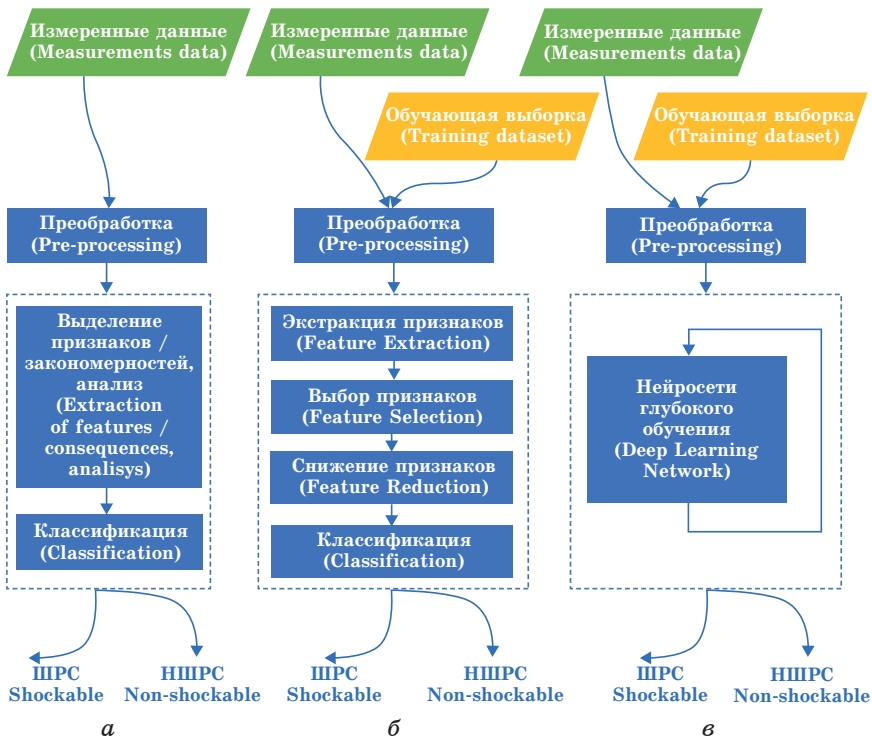 Измеренные данные
(Measurements data)
Преобработка
(Pre-processing)
Выделение
признаков /
закономерностей,
анализ
(Extraction
of features /
consequences,
analisys)
Классификация
(Classification)
ШРС
Shockable
НШРС
Non-shockable
а
Измеренные данные
(Measurements data)
Обучающая выборка
(Training dataset)
Преобработка
(Pre-processing)
Экстракция признаков
(Feature Extraction)
Выбор признаков
(Feature Selection)
Снижение признаков
(Feature Reduction)
Классификация
(Classification)
ШРС
Shockable
НШРС
Non-shockable
б
Измеренные данные
(Measurements data)
Обучающая выборка
(Training dataset)
Преобработка
(Pre-processing)
Нейросети
глубокого
обучения
(Deep Learning
Network)
ШРС
Shockable
НШРС
Non-shockable
в